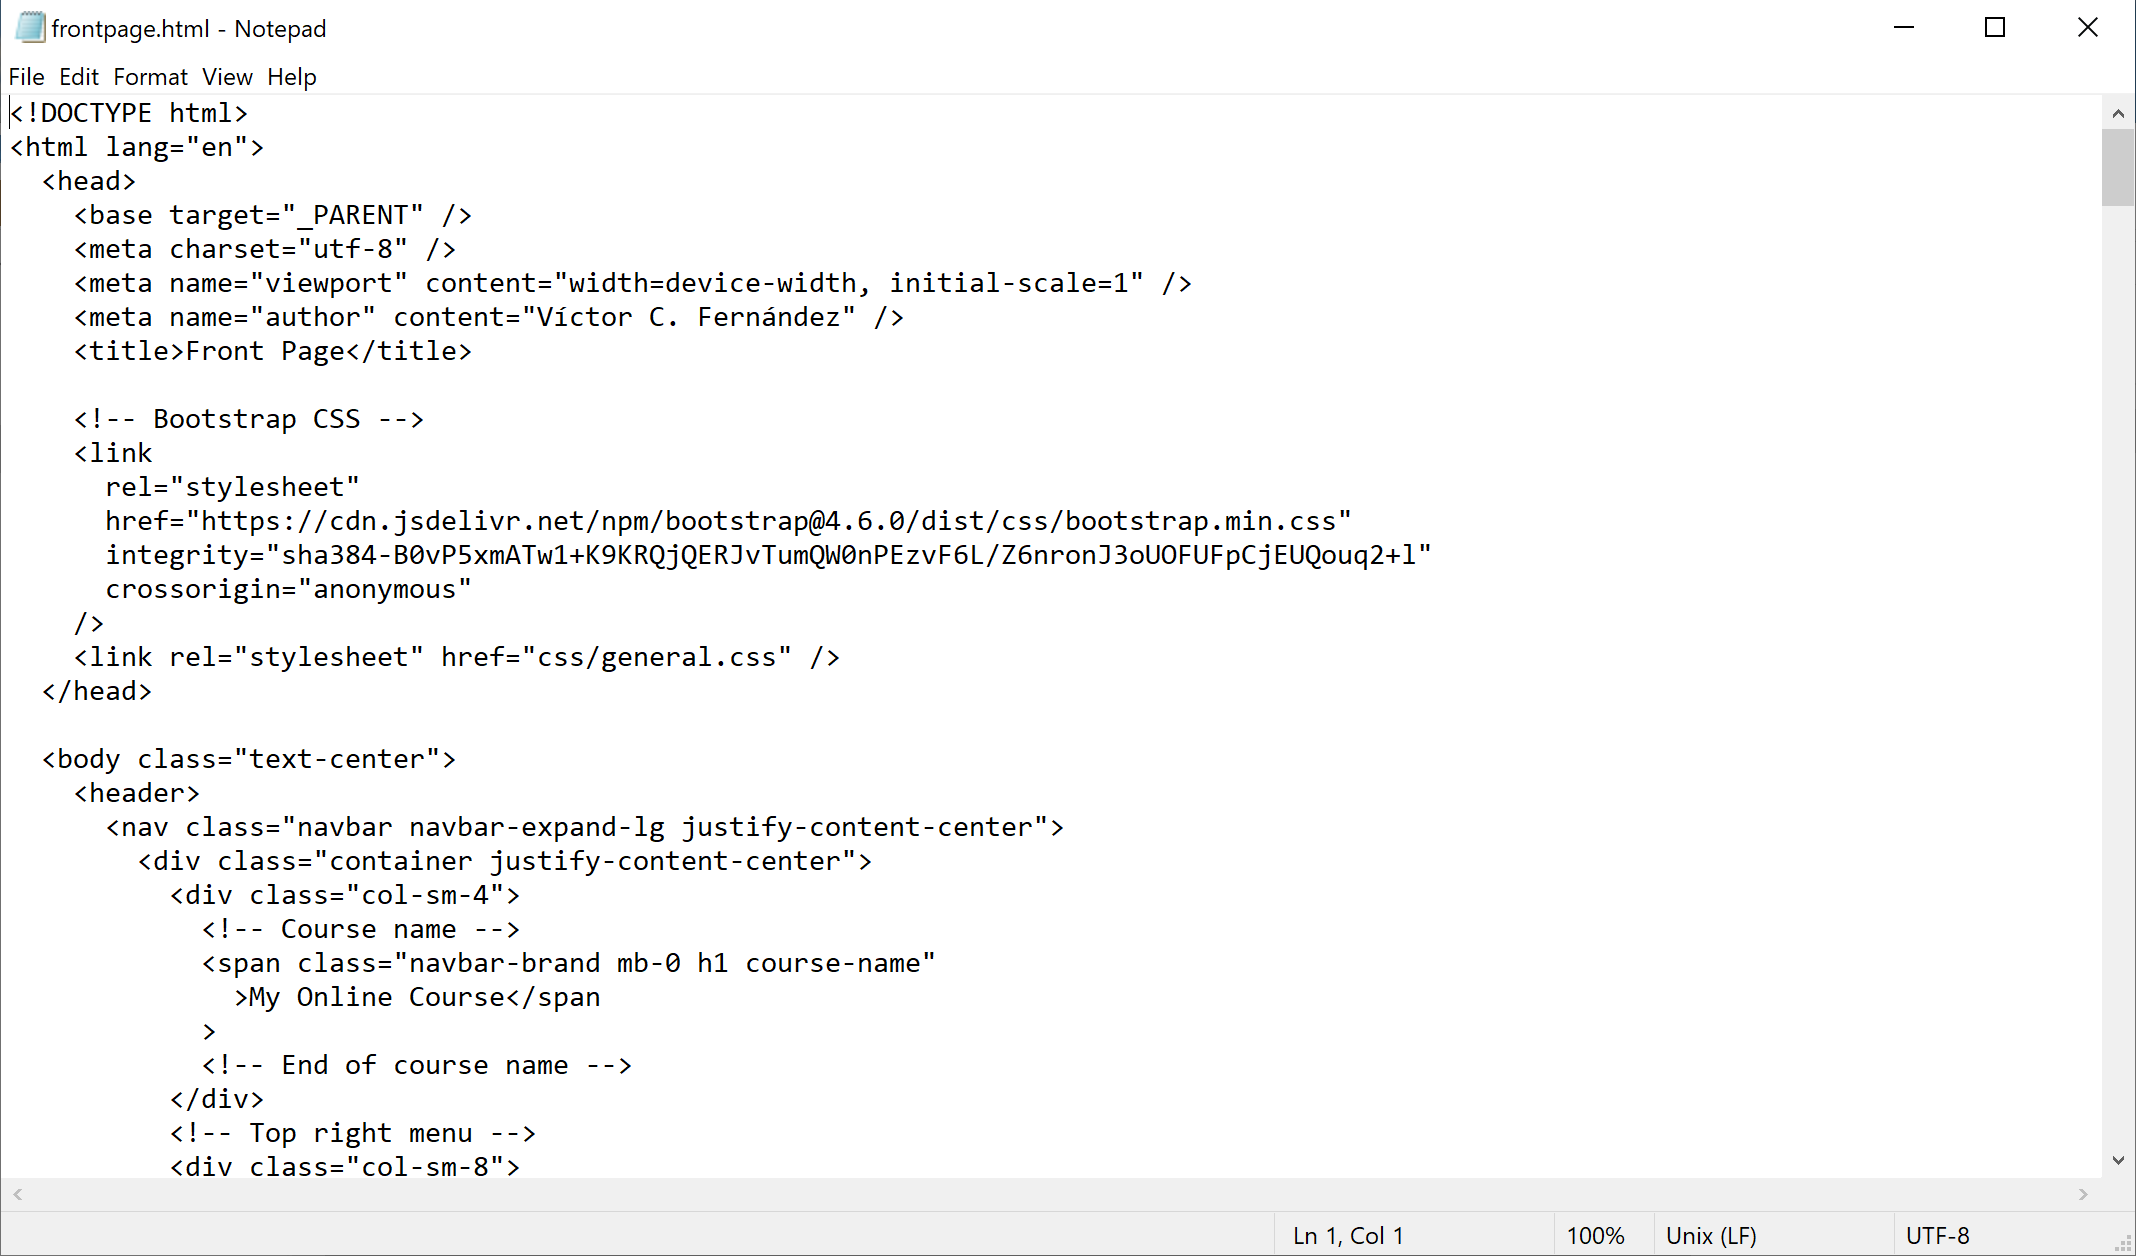 frontpage.html - Notepad
File Edit Format View Help
<!DOCTYPE html>
<html lang="en">
  <head>
    <base target="_PARENT" />
    <meta charset="utf-8" />
    <meta name="viewport" content="width=device-width, initial-scale=1" />
    <meta name="author" content="Víctor C. Fernández" />
    <title>Front Page</title>

    <!-- Bootstrap CSS -->
    <link
      rel="stylesheet"
      href="https://cdn.jsdelivr.net/npm/bootstrap@4.6.0/dist/css/bootstrap.min.css"
      integrity="sha384-B0vP5xmATw1+K9KRQjQERJvTumQW0nPEzvF6L/Z6nronJ3oUOFUFpCjEUQouq2+l"
      crossorigin="anonymous"
    />
    <link rel="stylesheet" href="css/general.css" />
  </head>

  <body class="text-center">
    <header>
      <nav class="navbar navbar-expand-lg justify-content-center">
        <div class="container justify-content-center">
          <div class="col-sm-4">
            <!-- Course name -->
            <span class="navbar-brand mb-0 h1 course-name"
              >My Online Course</span
            >
            <!-- End of course name -->
          </div>
          <!-- Top right menu -->
          <div class="col-sm-8">
Ln 1, Col 1
100%
Unix (LF)
UTF-8